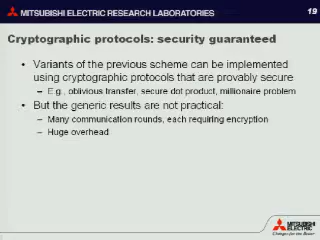 MITSUBISHI ELECTRIC RESEARCH LABORATORIES
19
Cryptographic protocols: security guaranteed
• Variants of the previous scheme can be implemented
using cryptographic protocols that are provably secure
– E.g., oblivious transfer, secure dot product, millionaire problem
• But the generic results are not practical:
– Many communication rounds, each requiring encryption
– Huge overhead
MITSUBISHI
ELECTRIC
Changes for the Better